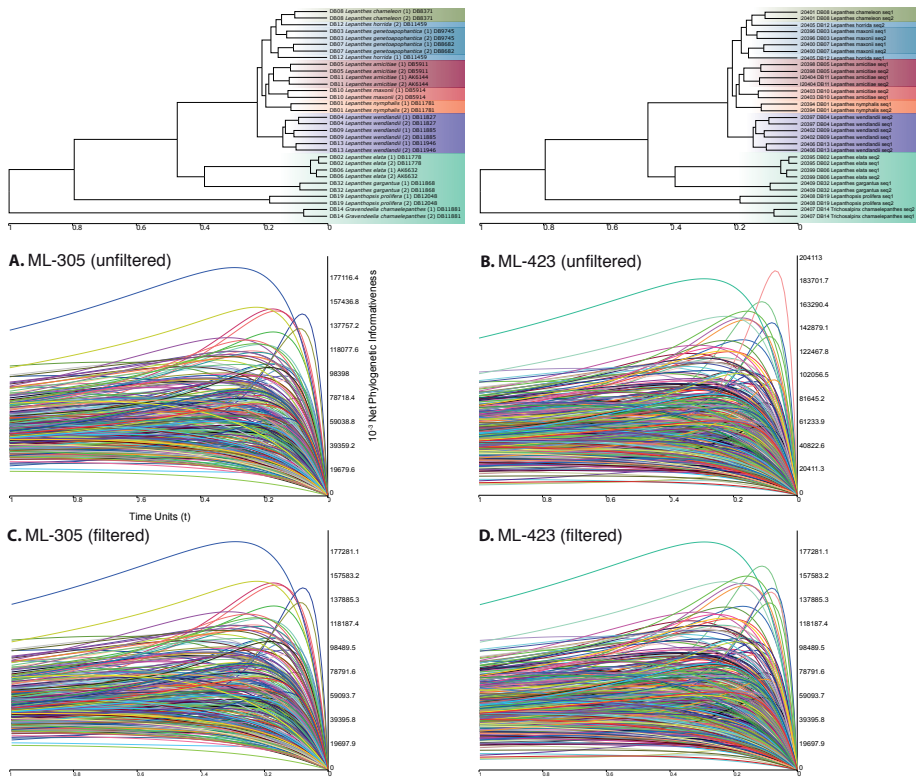 DB08 Lepanthes chameleon (1) DB8371
DB08 Lepanthes chameleon (2) DB8371
DB12 Lepanthes horrida (2) DB11459
DB03 Lepanthes genetoapophantica (1) DB9745
DB03 Lepanthes genetoapophantica (2) DB9745
DB07 Lepanthes genetoapophantica (1) DB8682
DB07 Lepanthes genetoapophantica (2) DB8682
DB12 Lepanthes horrida (1) DB11459
DB05 Lepanthes amicitiae (1) DB5911
DB05 Lepanthes amicitiae (2) DB5911
DB11 Lepanthes amicitiae (1) AK6144
DB11 Lepanthes amicitiae (2) AK6144
DB10 Lepanthes maxonii (1) DB5914
DB10 Lepanthes maxonii (2) DB5914
DB01 Lepanthes nymphalis (1) DB11781
DB01 Lepanthes nymphalis (2) DB11781
DB04 Lepanthes wendlandii (1) DB11827
DB04 Lepanthes wendlandii (2) DB11827
DB09 Lepanthes wendlandii (1) DB11885
DB09 Lepanthes wendlandii (2) DB11885
DB13 Lepanthes wendlandii (1) DB11946
DB13 Lepanthes wendlandii (2) DB11946
DB02 Lepanthes elata (1) DB11778
DB02 Lepanthes elata (2) DB11778
DB06 Lepanthes elata (1) AK6632
DB06 Lepanthes elata (2) AK6632
DB32 Lepanthes gargantua (1) DB11868
DB32 Lepanthes gargantua (2) DB11868
DB19 Lepanthopsis prolifera (1) DB12048
DB19 Lepanthopsis prolifera (2) DB12048
DB14 Gravendeelia chamaelepanthes (1) DB11881
DB14 Gravendeelia chamaelepanthes (2) DB11881
1 0.8 0.6 0.4 0.2 0
20401 DB08 Lepanthes chameleon seq1
20401 DB08 Lepanthes chameleon seq2
20405 DB12 Lepanthes horrida seq2
20396 DB03 Lepanthes maxonii seq1
20396 DB03 Lepanthes maxonii seq2
20400 DB07 Lepanthes maxonii seq2
20400 DB07 Lepanthes maxonii seq1
20405 DB12 Lepanthes horrida seq1
20398 DB05 Lepanthes amicitiae seq1
20398 DB05 Lepanthes amicitiae seq2
20404 DB11 Lepanthes amicitiae seq1
20404 DB11 Lepanthes amicitiae seq2
20403 DB10 Lepanthes amicitiae seq2
20403 DB10 Lepanthes amicitiae seq1
20394 DB01 Lepanthes nymphalis seq1
20394 DB01 Lepanthes nymphalis seq2
20397 DB04 Lepanthes wendlandii seq2
20397 DB04 Lepanthes wendlandii seq1
20402 DB09 Lepanthes wendlandii seq2
20402 DB09 Lepanthes wendlandii seq1
20406 DB13 Lepanthes wendlandii seq1
20406 DB13 Lepanthes wendlandii seq2
20395 DB02 Lepanthes elata seq2
20395 DB02 Lepanthes elata seq1
20399 DB06 Lepanthes elata seq1
20399 DB06 Lepanthes elata seq2
20409 DB32 Lepanthes gargantua seq1
20409 DB32 Lepanthes gargantua seq2
20408 DB19 Lepanthopsis prolifera seq1
20408 DB19 Lepanthopsis prolifera seq2
20407 DB14 Trichosalpinx chamaelepanthes seq2
20407 DB14 Trichosalpinx chamaelepanthes seq1
1 0.8 0.6 0.4 0.2 0
A. ML-305 (unfiltered)
177116.4
157436.8
137757.2
118077.6
98398
78718.4
59038.8
39359.2
19679.6
0
10⁻³ Net Phylogenetic Informativeness
1 0.8 0.6 0.4 0.2 0
Time Units (t)
B. ML-423 (unfiltered)
204113
183701.7
163290.4
142879.1
122467.8
102056.5
81645.2
61233.9
40822.6
20411.3
0
1 0.8 0.6 0.4 0.2 0
C. ML-305 (filtered)
177281.1
157583.2
137885.3
118187.4
98489.5
78791.6
59093.7
39395.8
19697.9
0
1 0.8 0.6 0.4 0.2 0
D. ML-423 (filtered)
177281.1
157583.2
137885.3
118187.4
98489.5
78791.6
59093.7
39395.8
19697.9
0
1 0.8 0.6 0.4 0.2 0